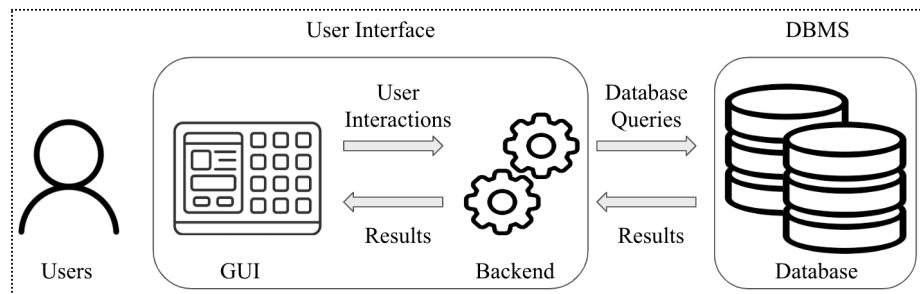 User Interface
DBMS
User
Interactions
Database
Queries
Results
Results
Users
GUI
Backend
Database